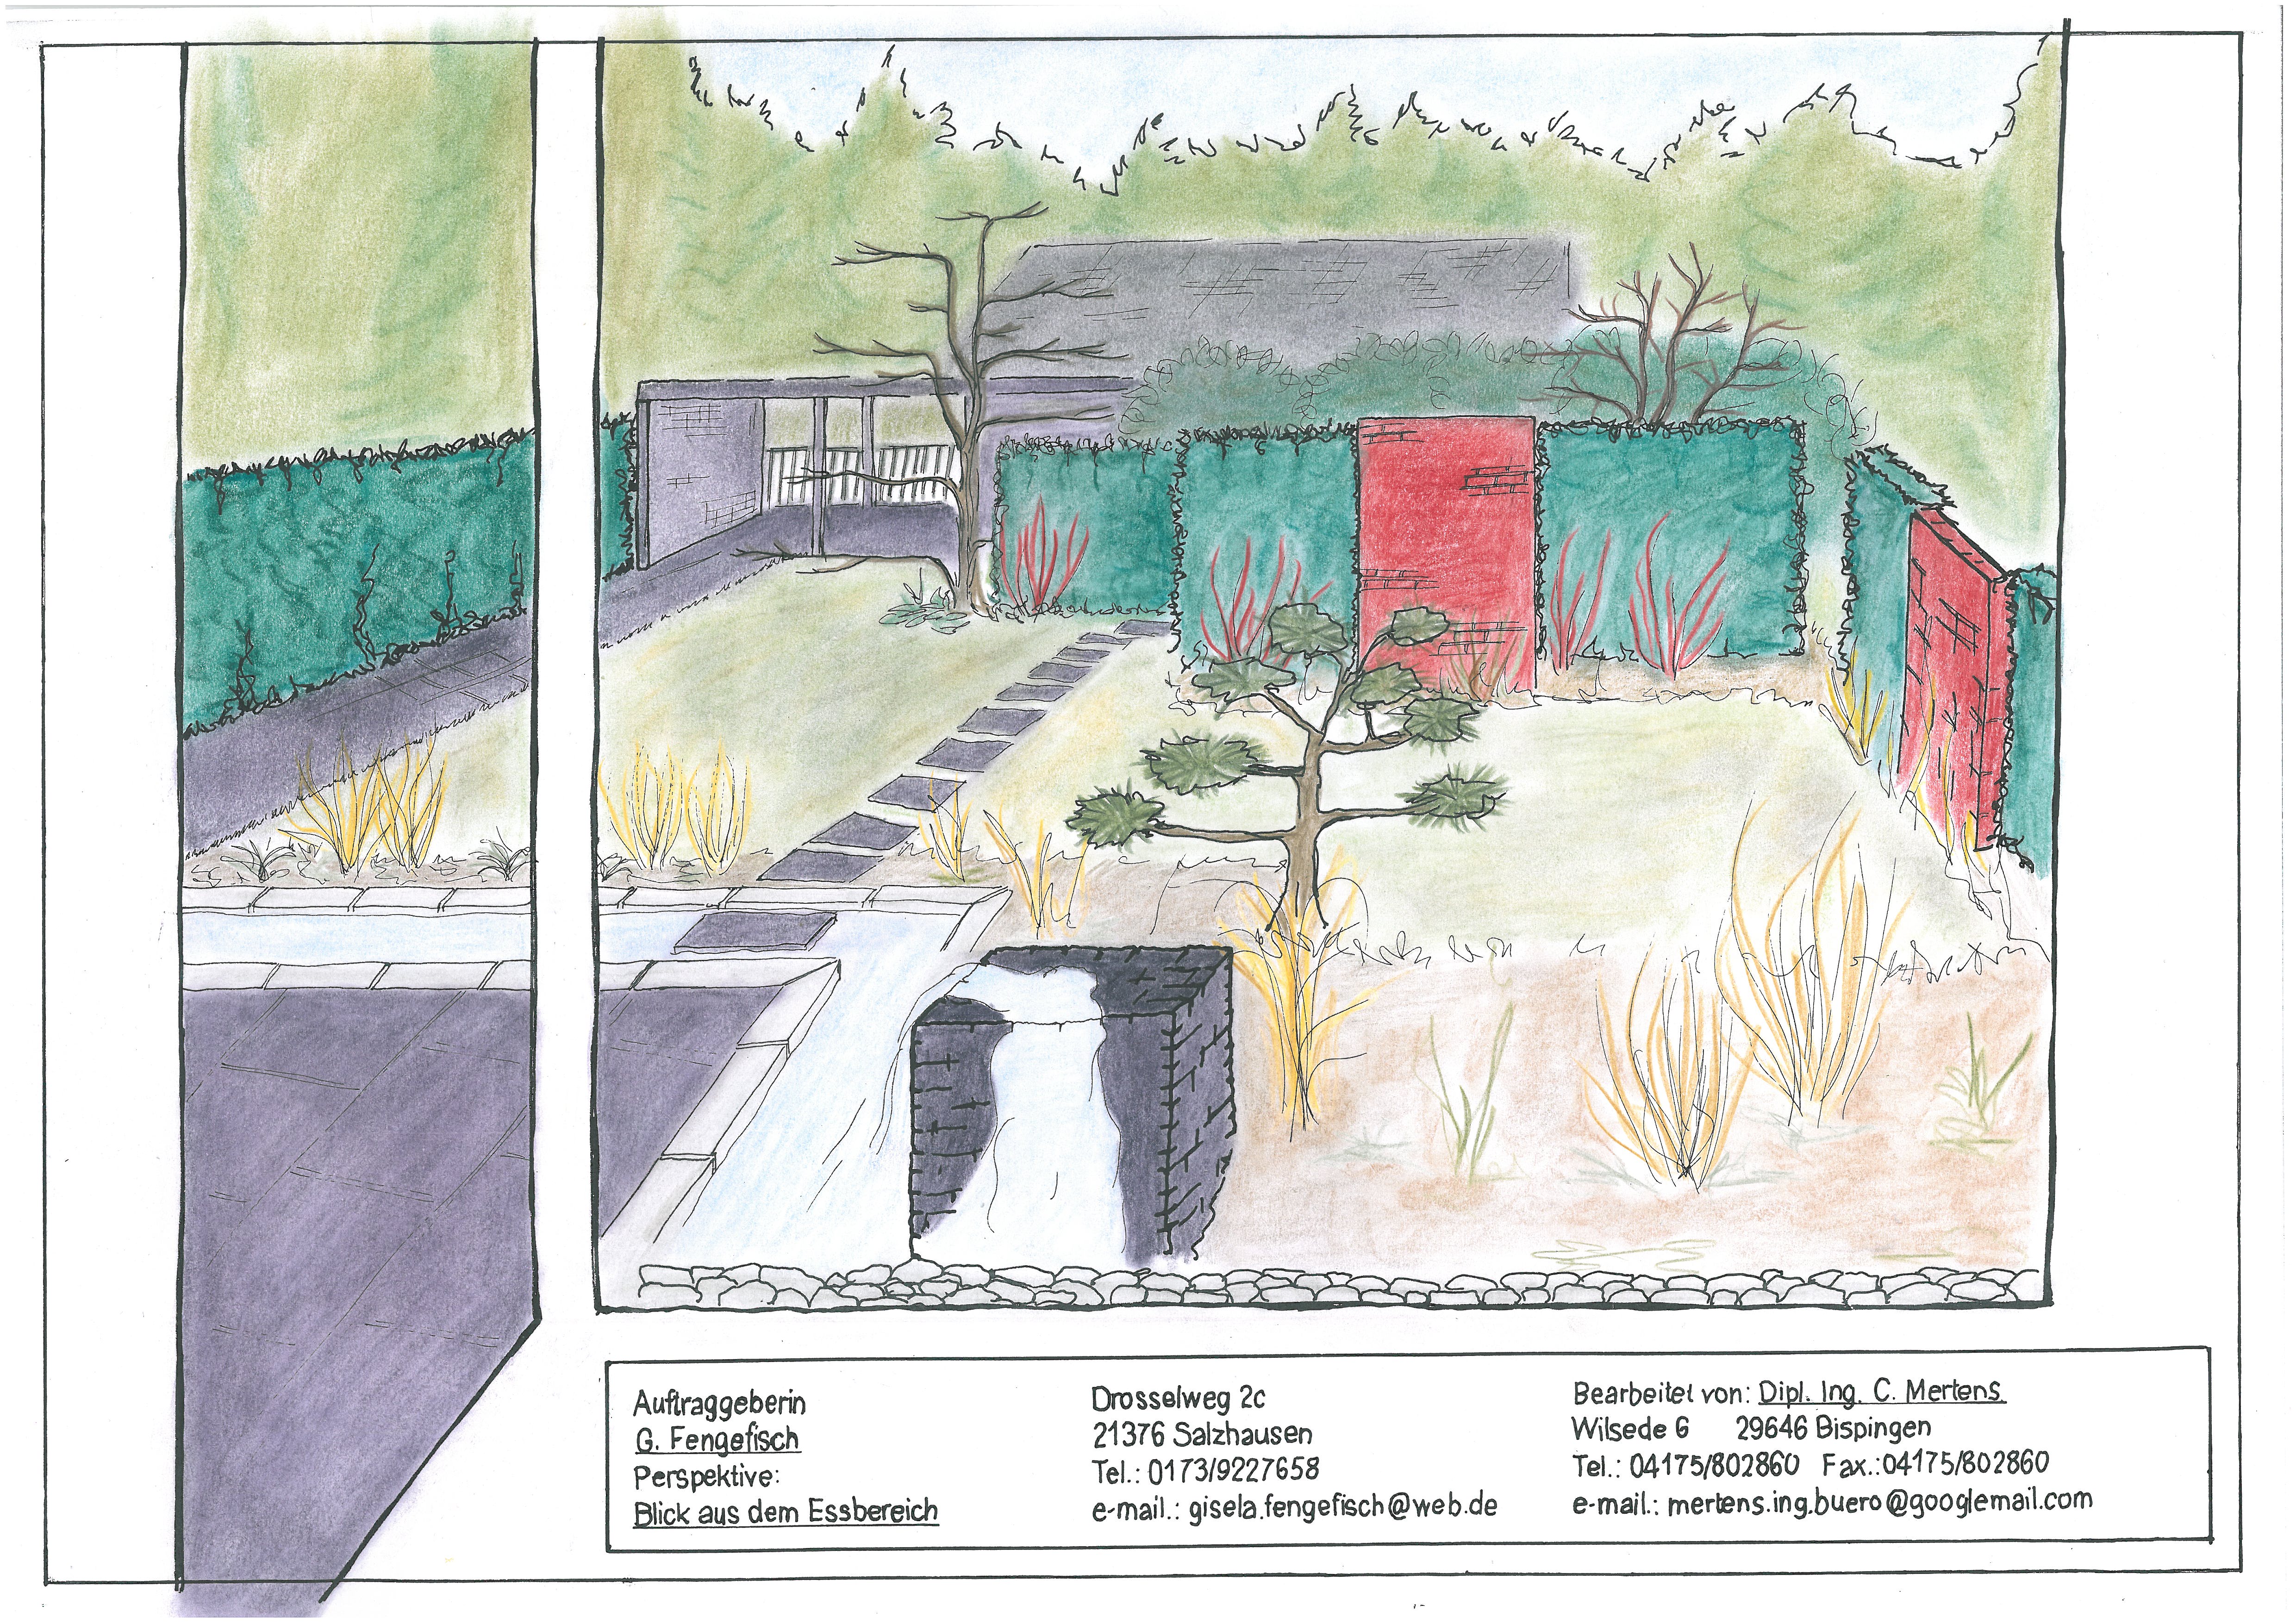 Auftraggeberin
G. Fengefisch
Perspektive:
Blick aus dem Essbereich
Drosselweg 2c
21376 Salzhausen
Tel.: 0173/9227658
e-mail.: gisela.fengefisch@web.de
Bearbeitet von: Dipl. Ing. C. Mertens.
Wilsede 6 29646 Bispingen
Tel.: 04175/802860 Fax.:04175/802860
e-mail.: mertens.ing.buero@googlemail.com